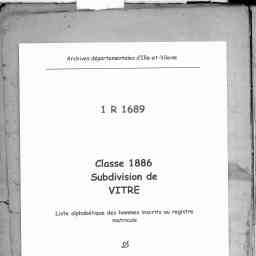 Archives départementales d'Ille-et-Vilaine
1 R 1689
Classe 1886
Subdivision de
VITRE
Liste alphabétique des hommes inscrits au registre
matricule